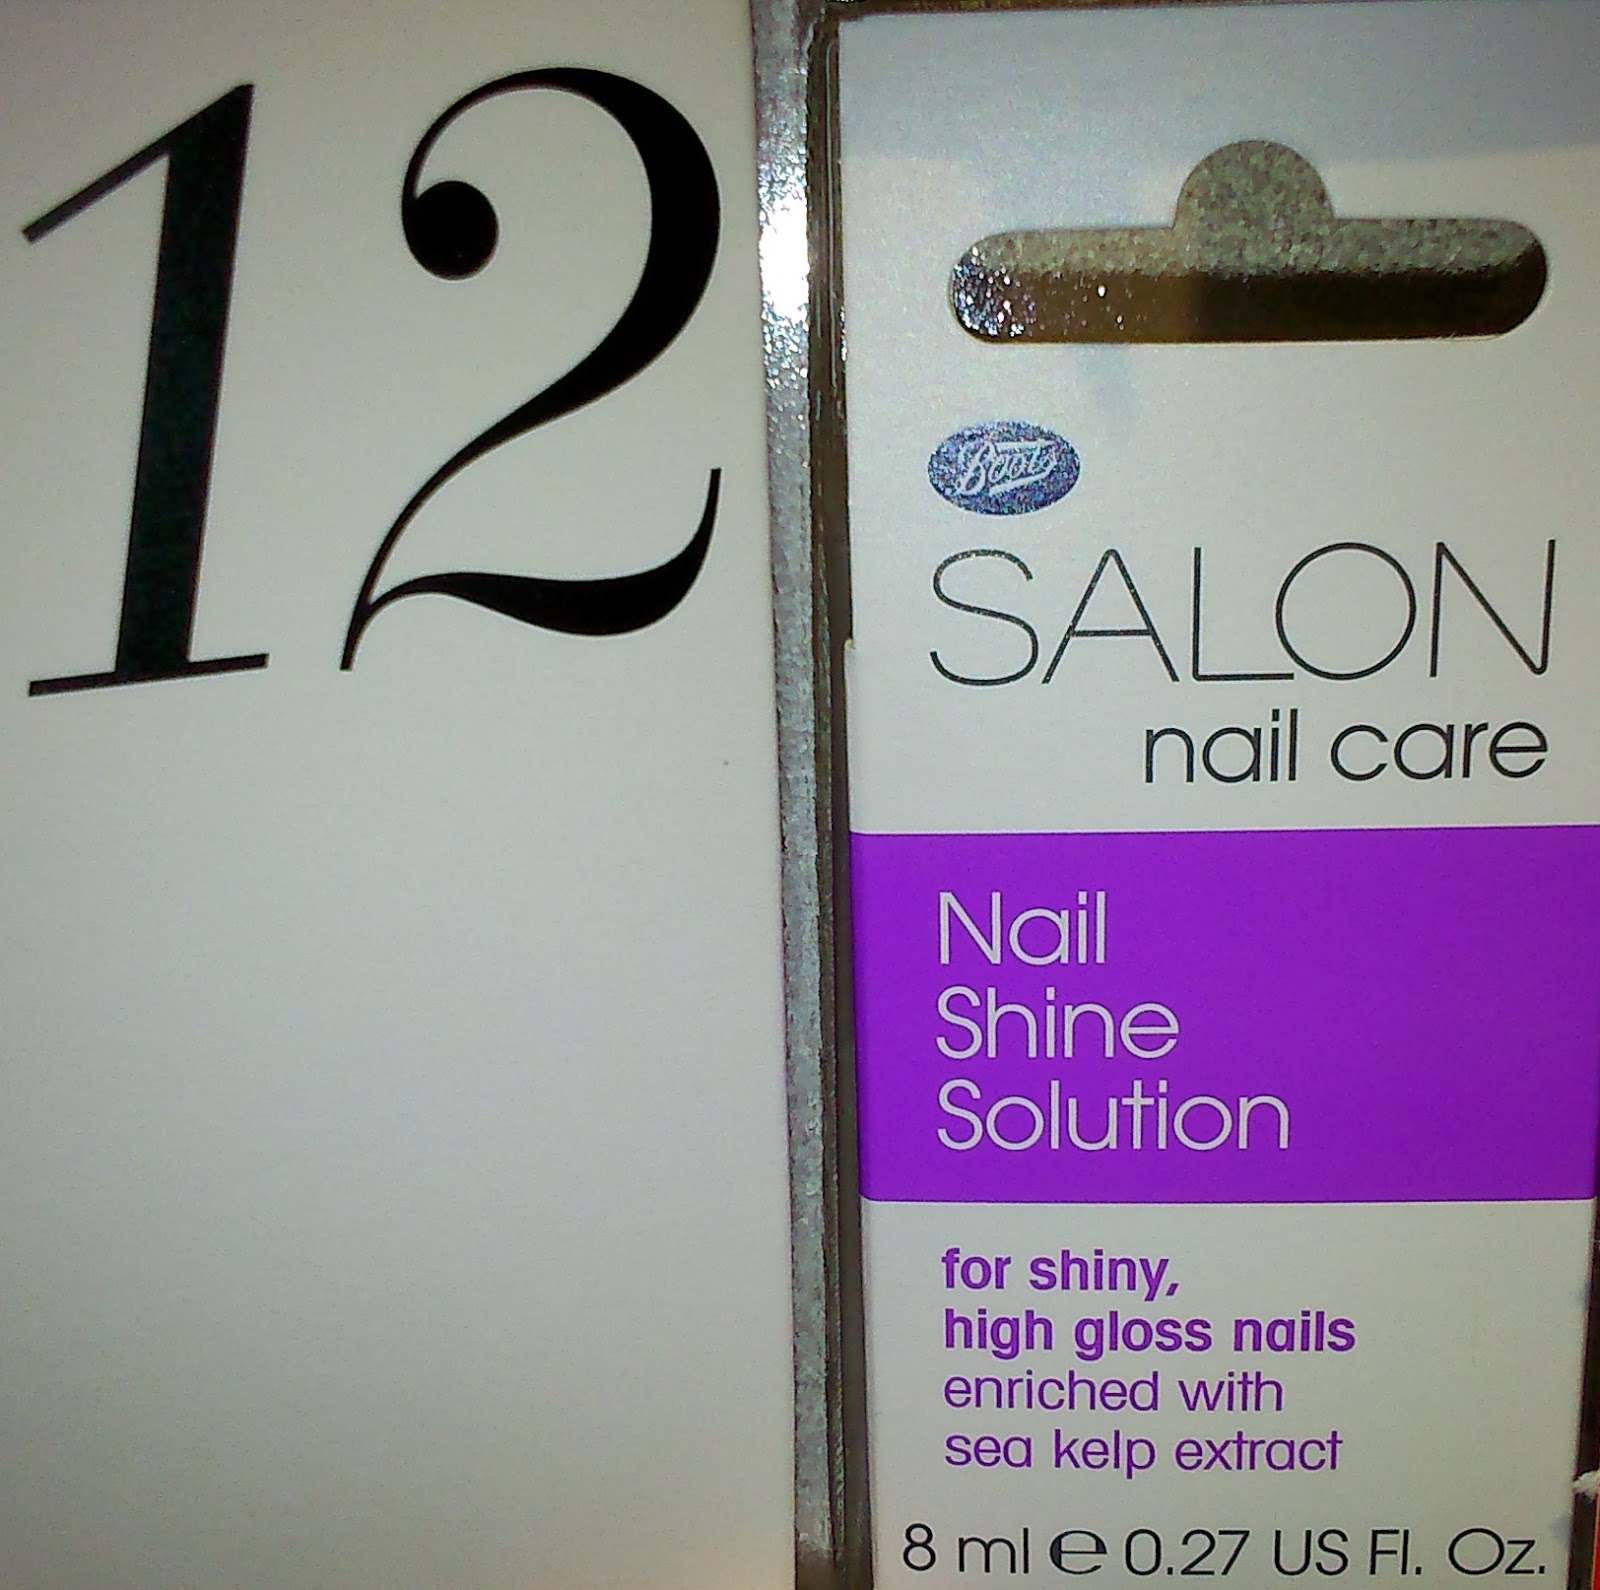 12
Boots
SALON
nail care
Nail
Shine
Solution
for shiny,
high gloss nails
enriched with
sea kelp extract
8 ml ℮ 0.27 US Fl. Oz.